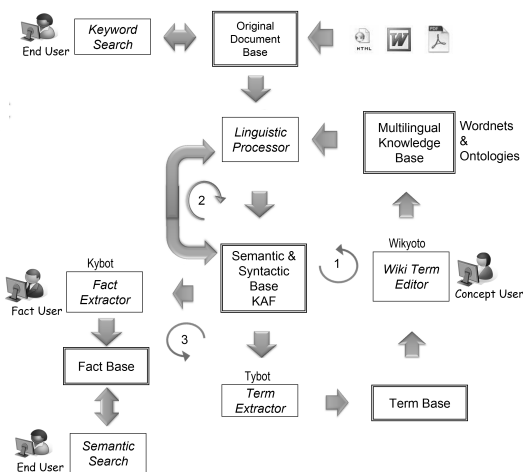 End User
Keyword
Search
Original
Document
Base
HTML
W
PDF
Linguistic
Processor
Multilingual
Knowledge
Base
Wordnets
&
Ontologies
2
Semantic &
Syntactic
Base
KAF
1
Wikyoto
Wiki Term
Editor
Concept User
Kybot
Fact
Extractor
Fact User
3
Fact Base
Tybot
Term
Extractor
Term Base
Semantic
Search
End User